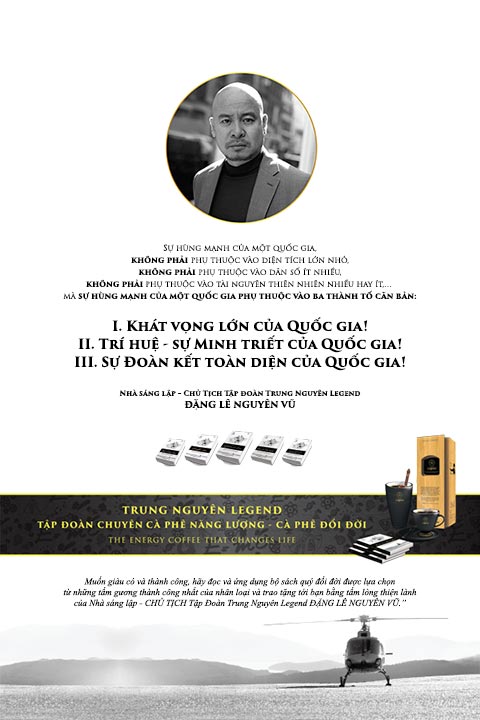 Sự hùng mạnh của một quốc gia,
không phải phụ thuộc vào diện tích lớn nhỏ,
không phải phụ thuộc vào dân số ít nhiều,
không phải phụ thuộc vào tài nguyên thiên nhiên nhiều hay ít,...
mà sự hùng mạnh của một quốc gia phụ thuộc vào ba thành tố căn bản:
I. Khát vọng lớn của Quốc gia!
II. Trí huệ - sự Minh triết của Quốc gia!
III. Sự Đoàn kết toàn diện của Quốc gia!
Nhà sáng lập – Chủ Tịch Tập đoàn Trung Nguyên Legend
ĐẶNG LÊ NGUYÊN VŨ
TRUNG NGUYÊN LEGEND
TẬP ĐOÀN CHUYÊN CÀ PHÊ NĂNG LƯỢNG - CÀ PHÊ ĐỔI ĐỜI
THE ENERGY COFFEE THAT CHANGES LIFE
Muốn giàu có và thành công, hãy đọc và ứng dụng bộ sách quý đổi đời được lựa chọn
từ những tấm gương thành công nhất của nhân loại và trao tặng tới bạn bằng tấm lòng thiện lành
của Nhà sáng lập - CHỦ TỊCH Tập Đoàn Trung Nguyên Legend ĐẶNG LÊ NGUYÊN VŨ.”